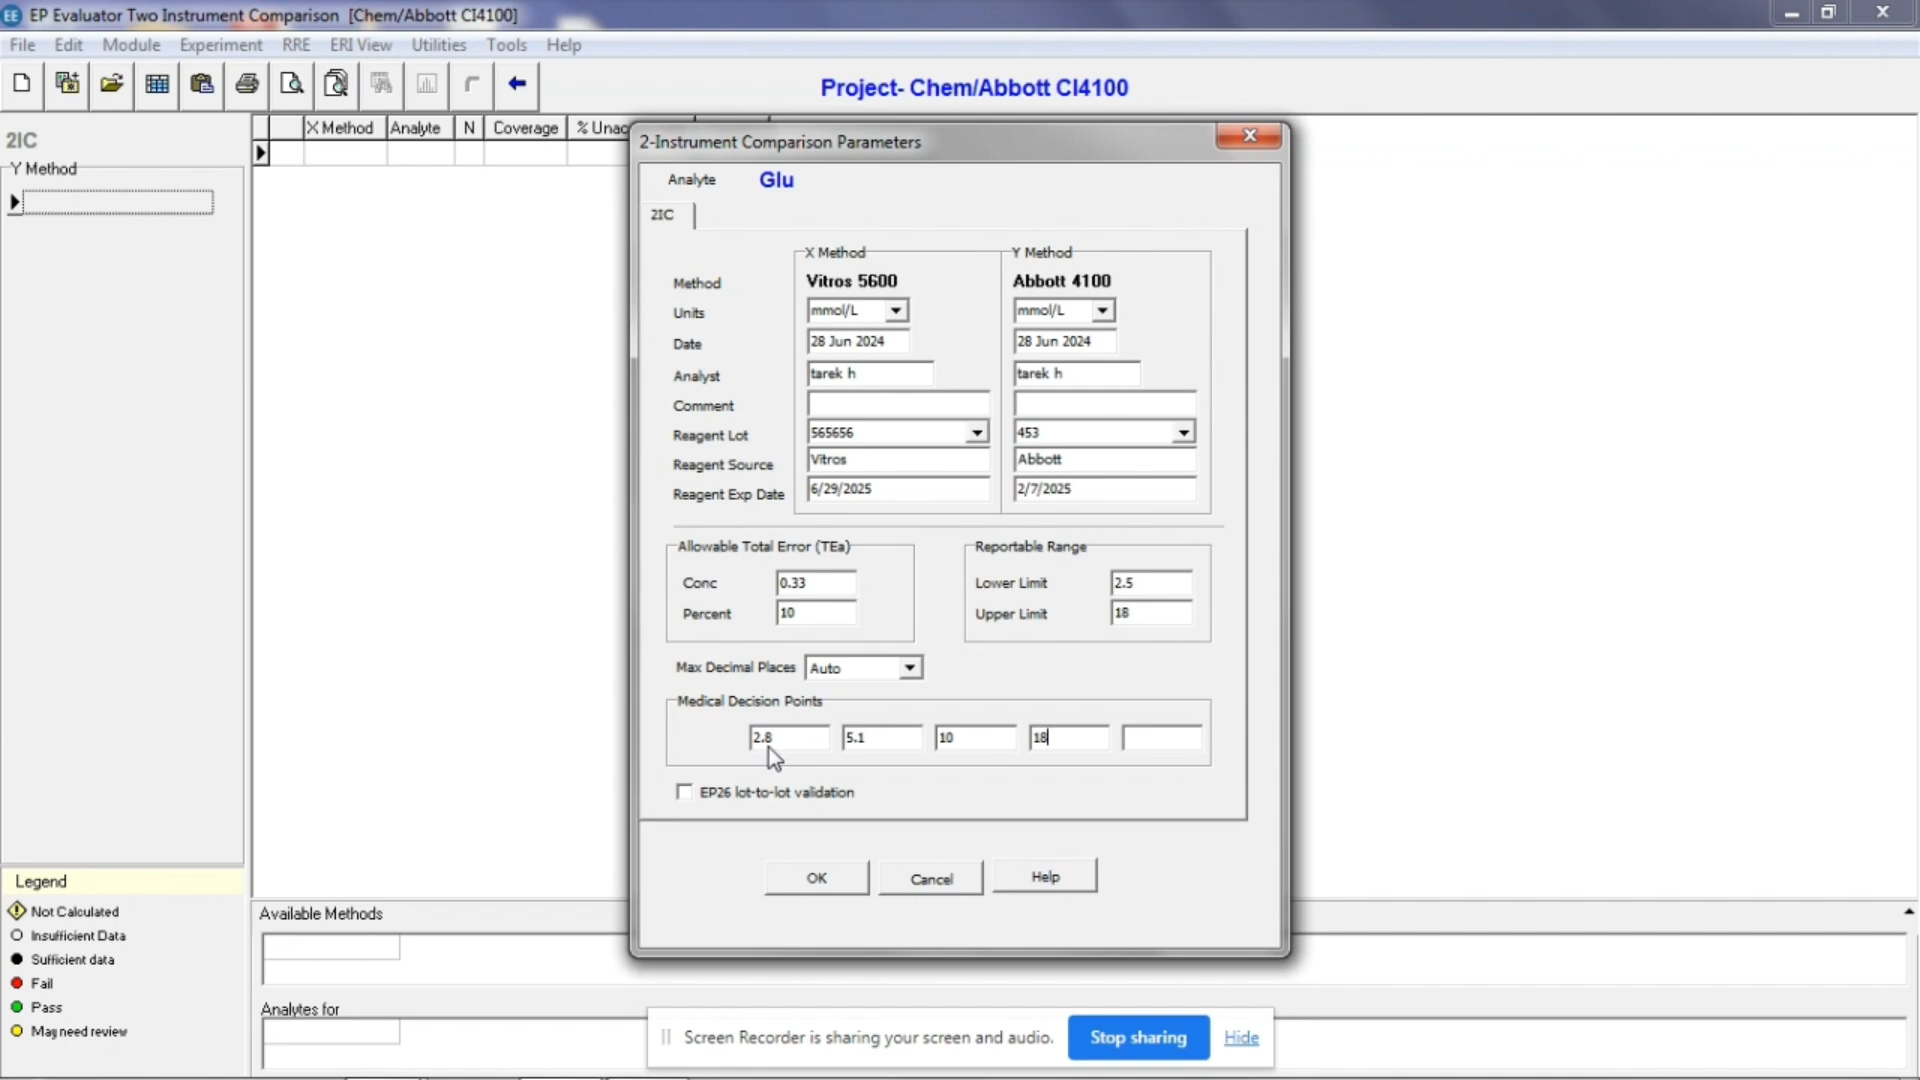 EE EP Evaluator Two Instrument Comparison [Chem/Abbott CI4100]
File Edit Module Experiment RRE ERI View Utilities Tools Help
Project- Chem/Abbott CI4100
2IC
Y Method
X Method Analyte N Coverage % Unac
2-Instrument Comparison Parameters
Analyte Glu
2IC
X Method Y Method
Method Vitros 5600 Abbott 4100
Units mmol/L mmol/L
Date 28 Jun 2024 28 Jun 2024
Analyst tarek h tarek h
Comment
Reagent Lot 565656 453
Reagent Source Vitros Abbott
Reagent Exp Date 6/29/2025 2/7/2025
Allowable Total Error (TEa) Reportable Range
Conc 0.33 Lower Limit 2.5
Percent 10 Upper Limit 18
Max Decimal Places Auto
Medical Decision Points
2.8 5.1 10 18
EP26 lot-to-lot validation
OK Cancel Help
Legend
Not Calculated
Insufficient Data
Sufficient data
Fail
Pass
May need review
Available Methods
Analytes for
Screen Recorder is sharing your screen and audio. Stop sharing Hide